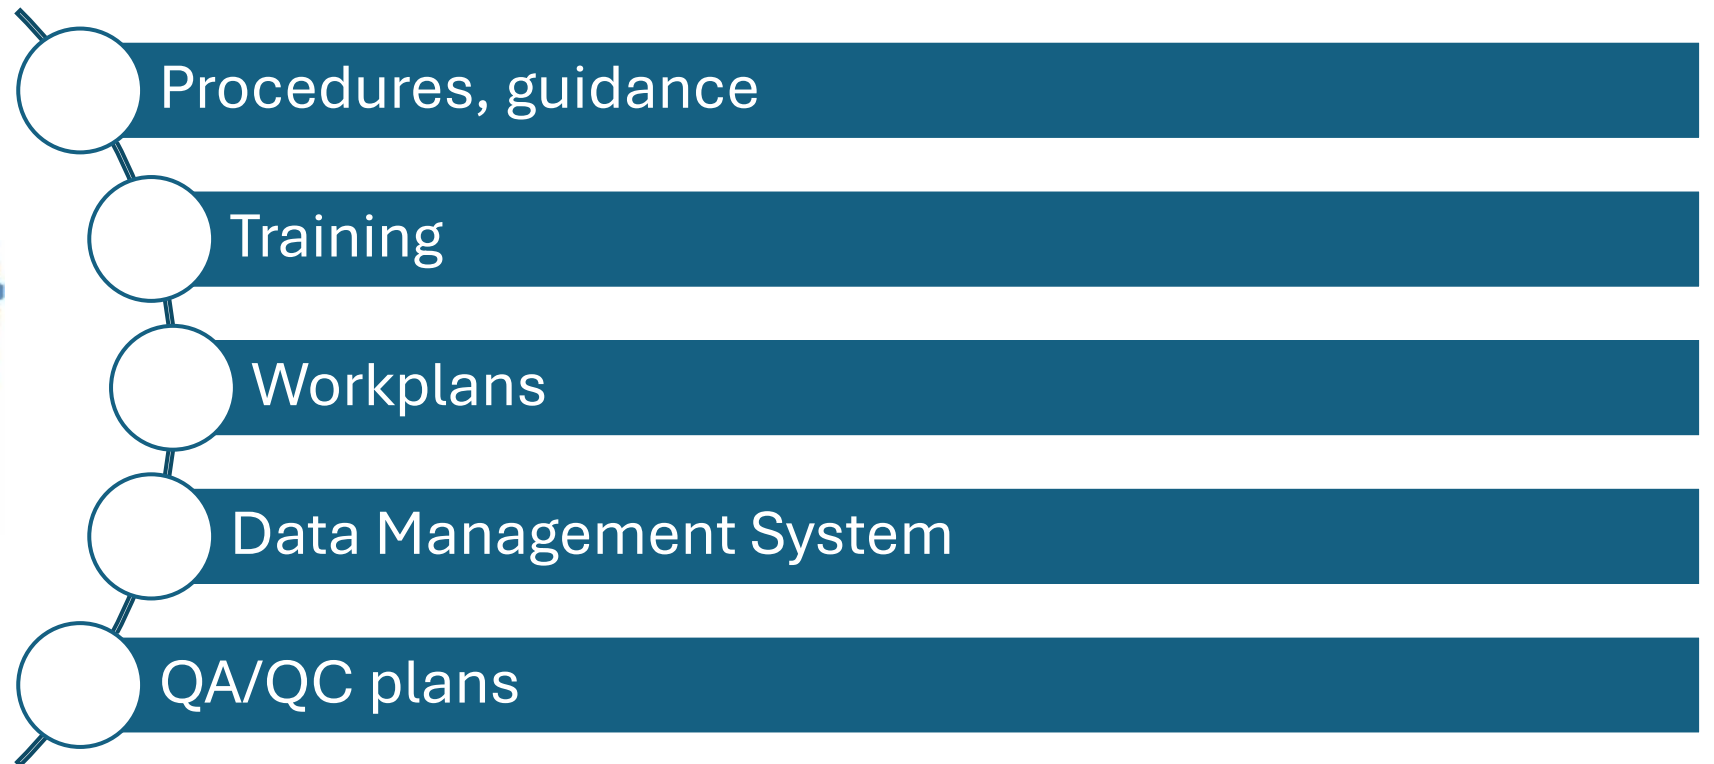 Procedures, guidance
Training
Workplans
Data Management System
QA/QC plans